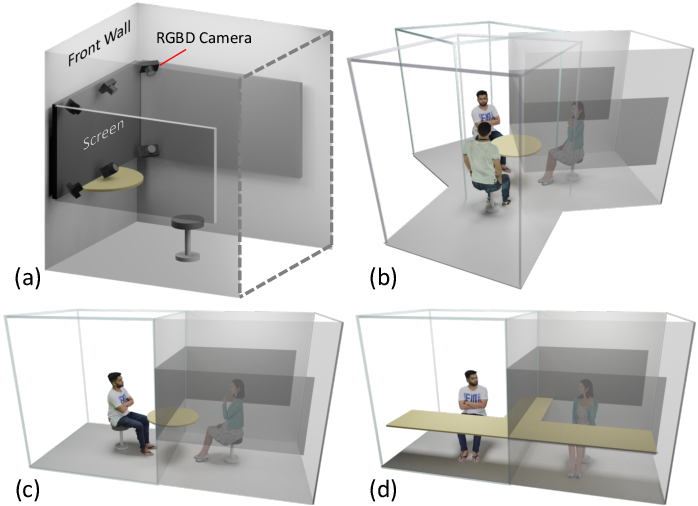 Front Wall
RGBD Camera
Screen
(a)
(b)
(c)
(d)